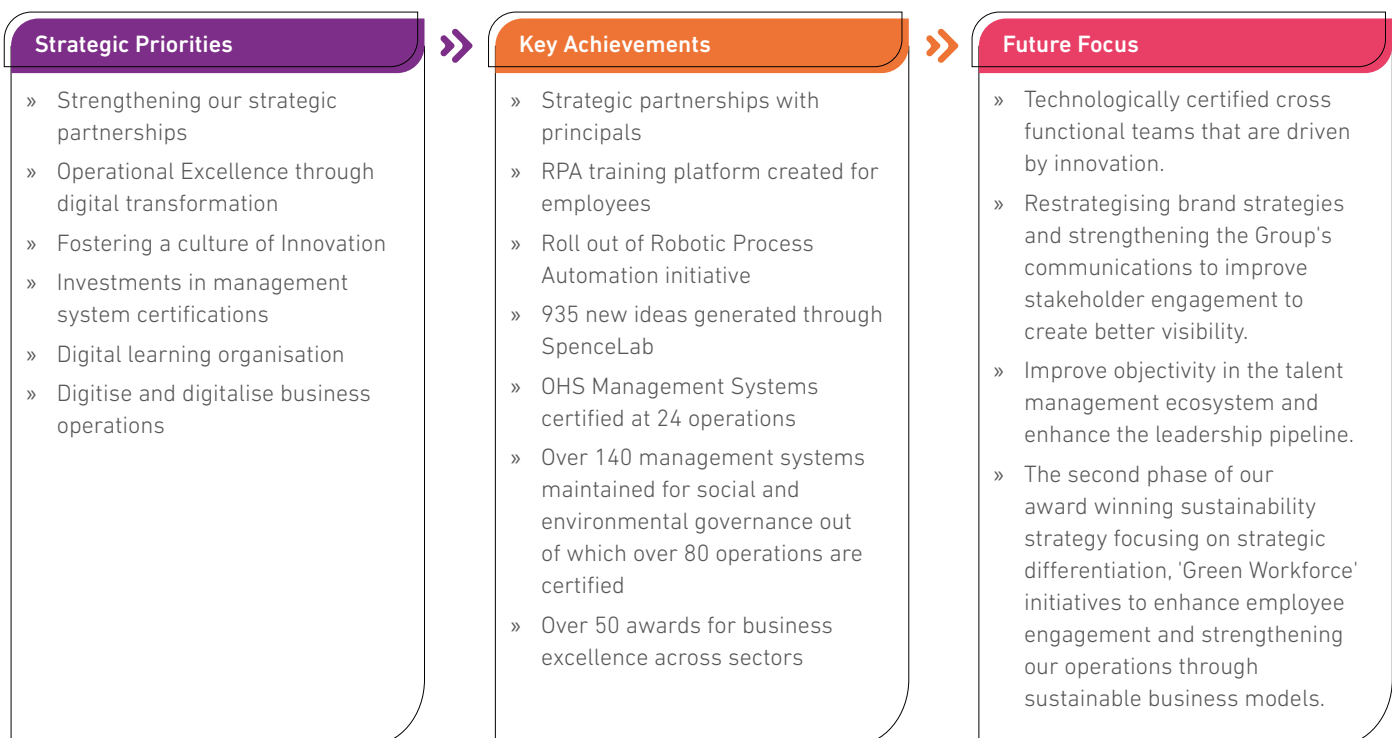 Strategic Priorities
» Strengthening our strategic
partnerships
» Operational Excellence through
digital transformation
» Fostering a culture of Innovation
» Investments in management
system certifications
» Digital learning organisation
» Digitise and digitalise business
operations
Key Achievements
» Strategic partnerships with
principals
» RPA training platform created for
employees
» Roll out of Robotic Process
Automation initiative
» 935 new ideas generated through
SpenceLab
» OHS Management Systems
certified at 24 operations
» Over 140 management systems
maintained for social and
environmental governance out
of which over 80 operations are
certified
» Over 50 awards for business
excellence across sectors
Future Focus
» Technologically certified cross
functional teams that are driven
by innovation.
» Restrategising brand strategies
and strengthening the Group's
communications to improve
stakeholder engagement to
create better visibility.
» Improve objectivity in the talent
management ecosystem and
enhance the leadership pipeline.
» The second phase of our
award winning sustainability
strategy focusing on strategic
differentiation, 'Green Workforce'
initiatives to enhance employee
engagement and strengthening
our operations through
sustainable business models.